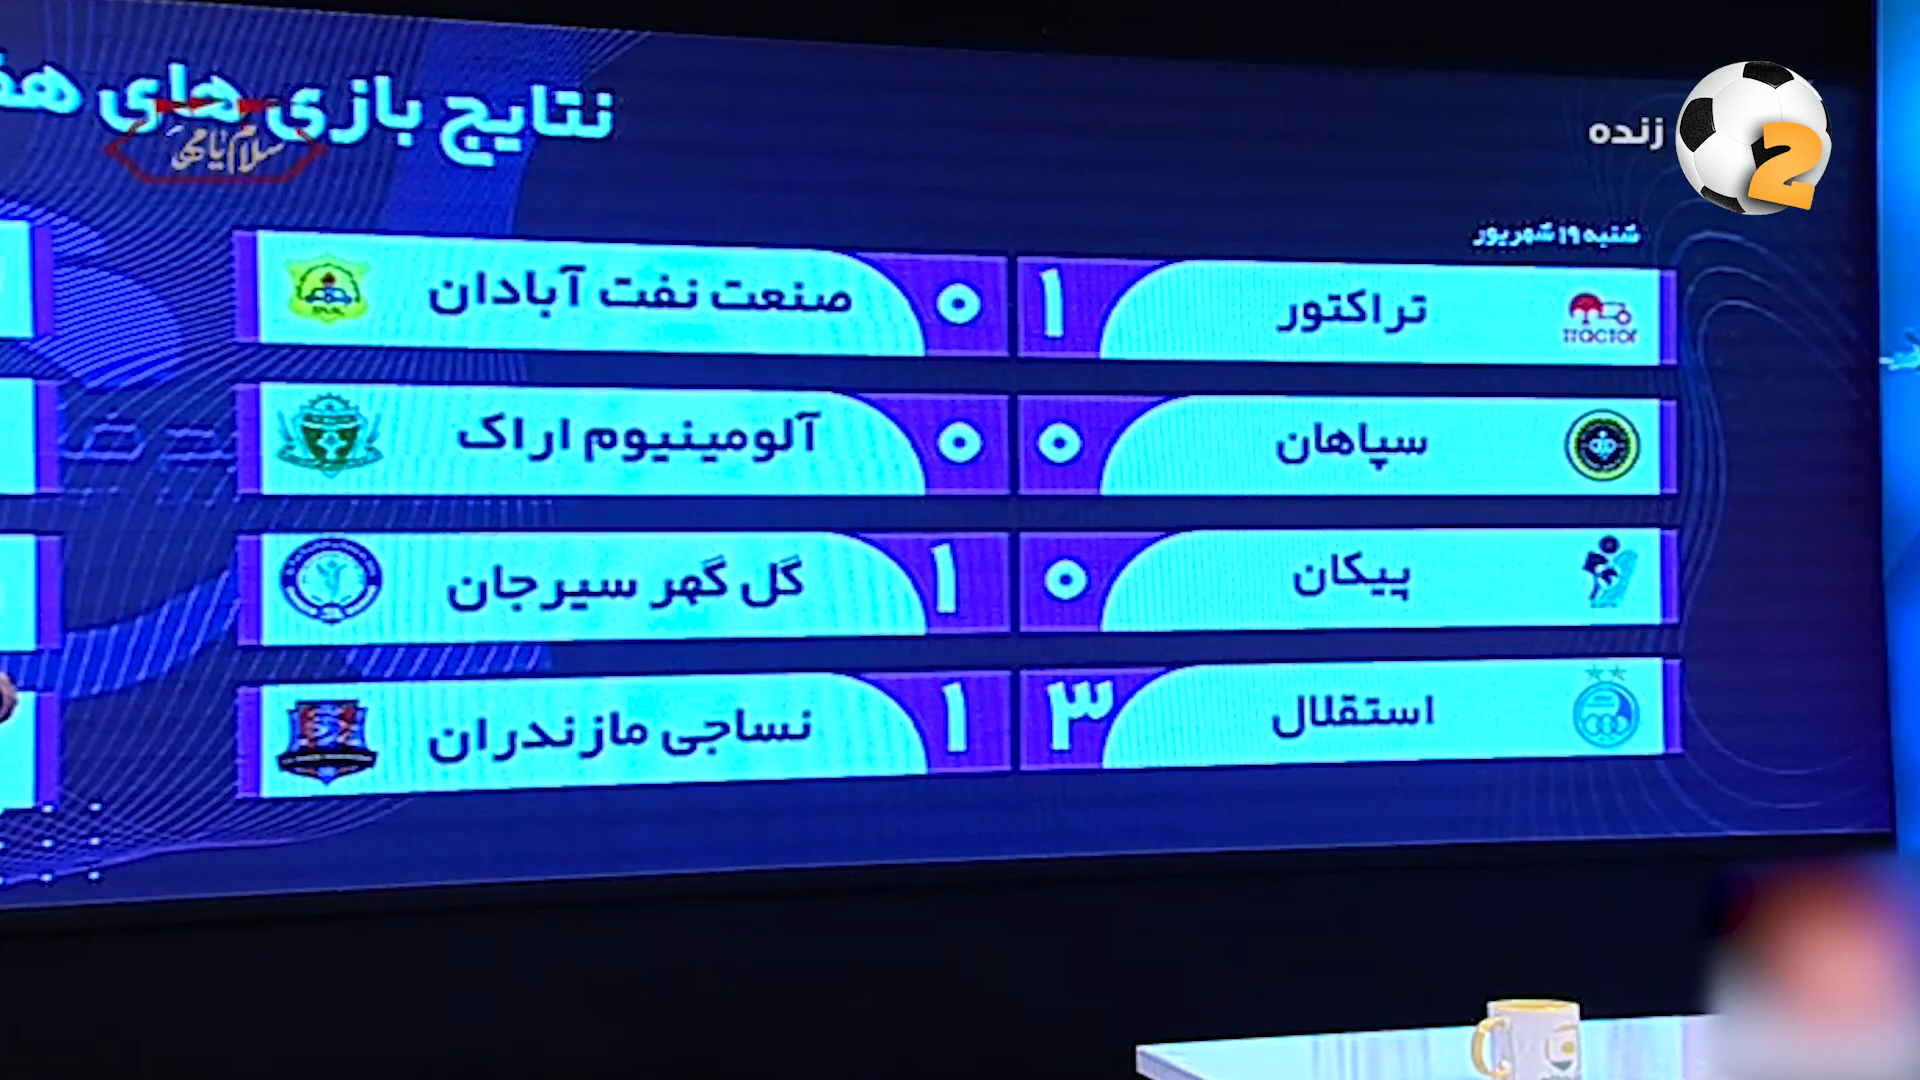 نتایج بازی های
سلام یا مهدی
زنده
2
شنبه ۱۹ شهریور
تراکتور ۱ ۰ صنعت نفت آبادان
TRACTOR
سپاهان ۰ ۰ آلومینیوم اراک
پیکان ۰ ۱ گل گهر سیرجان
استقلال ۳ ۱ نساجی مازندران